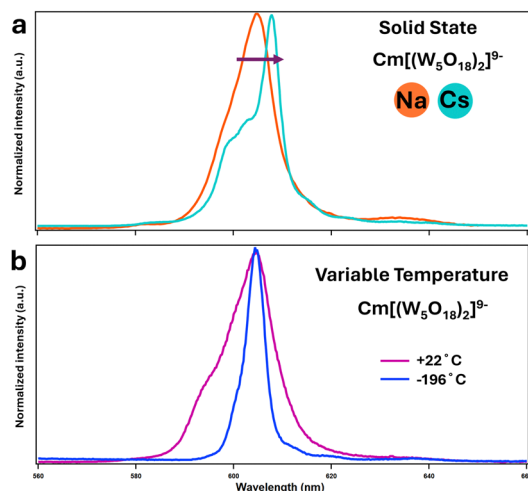 a
Solid State
Cm[(W₅O₁₈)₂]⁹⁻
Na Cs
Normalized intensity (a.u.)
b
Variable Temperature
Cm[(W₅O₁₈)₂]⁹⁻
+22˚C
-196˚C
Normalized intensity (a.u.)
560 580 600 620 640
Wavelength (nm)